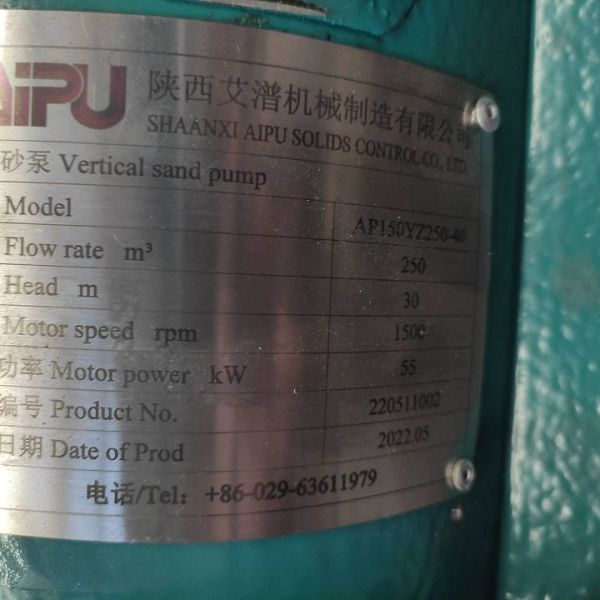 AIPU 陕西艾潽机械制造有限公司
SHAANXI AIPU SOLIDS CONTROL CO., LTD
砂泵 Vertical sand pump
Model AP150YZ250-40
Flow rate m³ 250
Head m 30
Motor speed rpm 1500
功率 Motor power kW 55
编号 Product No. 220511002
日期 Date of Prod 2022.05
电话/Tel: +86-029-63611979